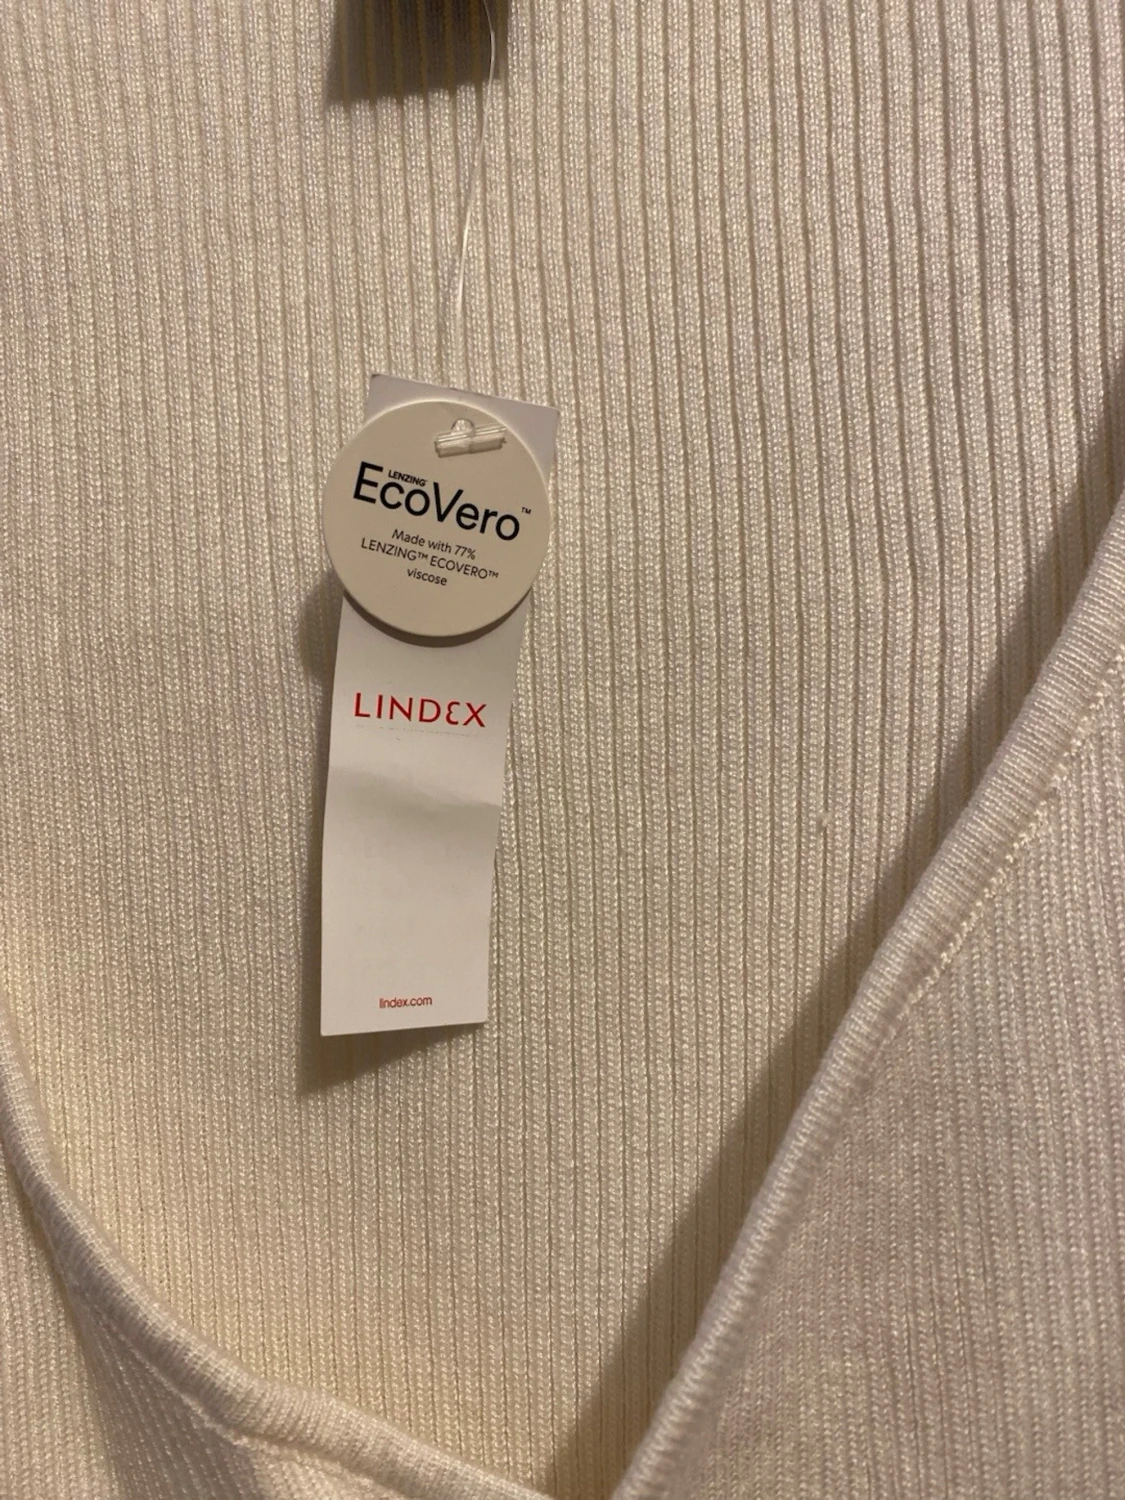 LENZING
EcoVero™
Made with 77%
LENZING™ ECOVERO™
viscose
LINDEX
lindex.com